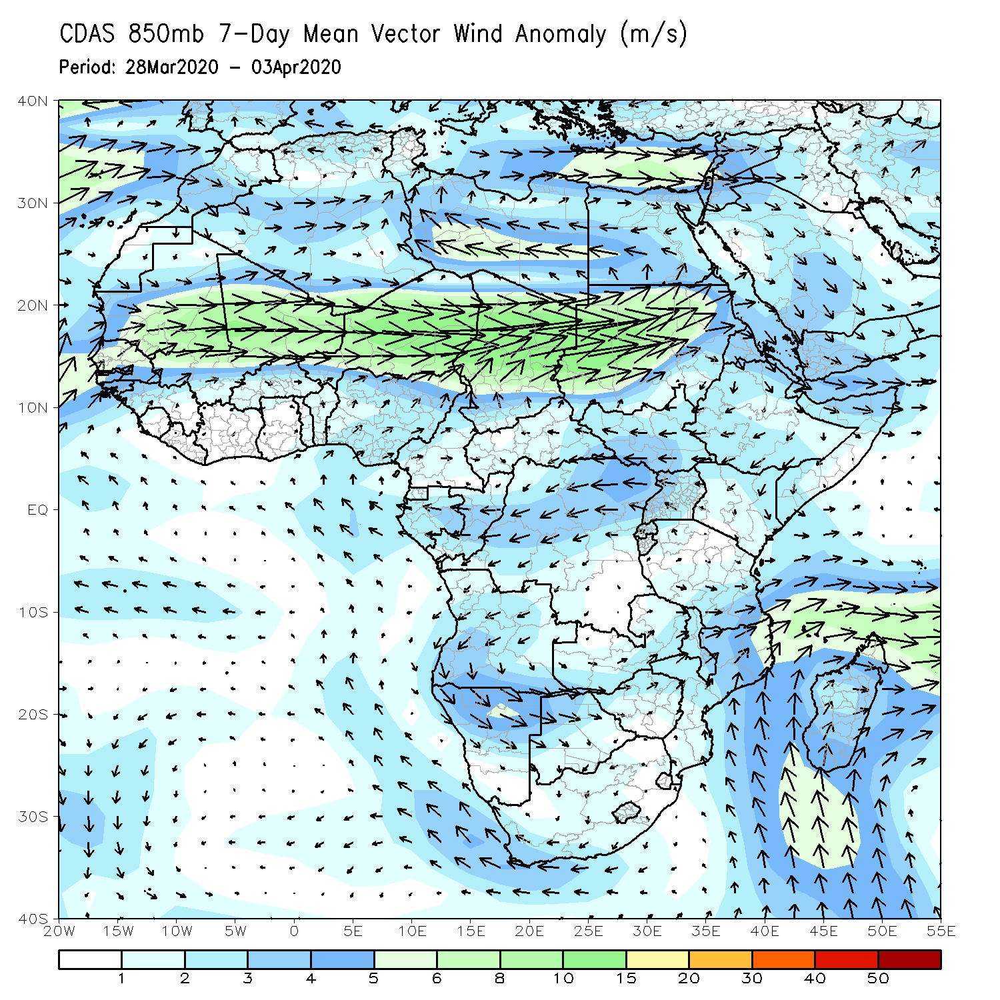 CDAS 850mb 7-Day Mean Vector Wind Anomaly (m/s)
Period: 28Mar2020 - 03Apr2020
40N
30N
20N
10N
EQ
10S
20S
30S
40S
20W 15W 10W 5W 0 5E 10E 15E 20E 25E 30E 35E 40E 45E 50E 55E
1 2 3 4 5 6 8 10 15 20 30 40 50